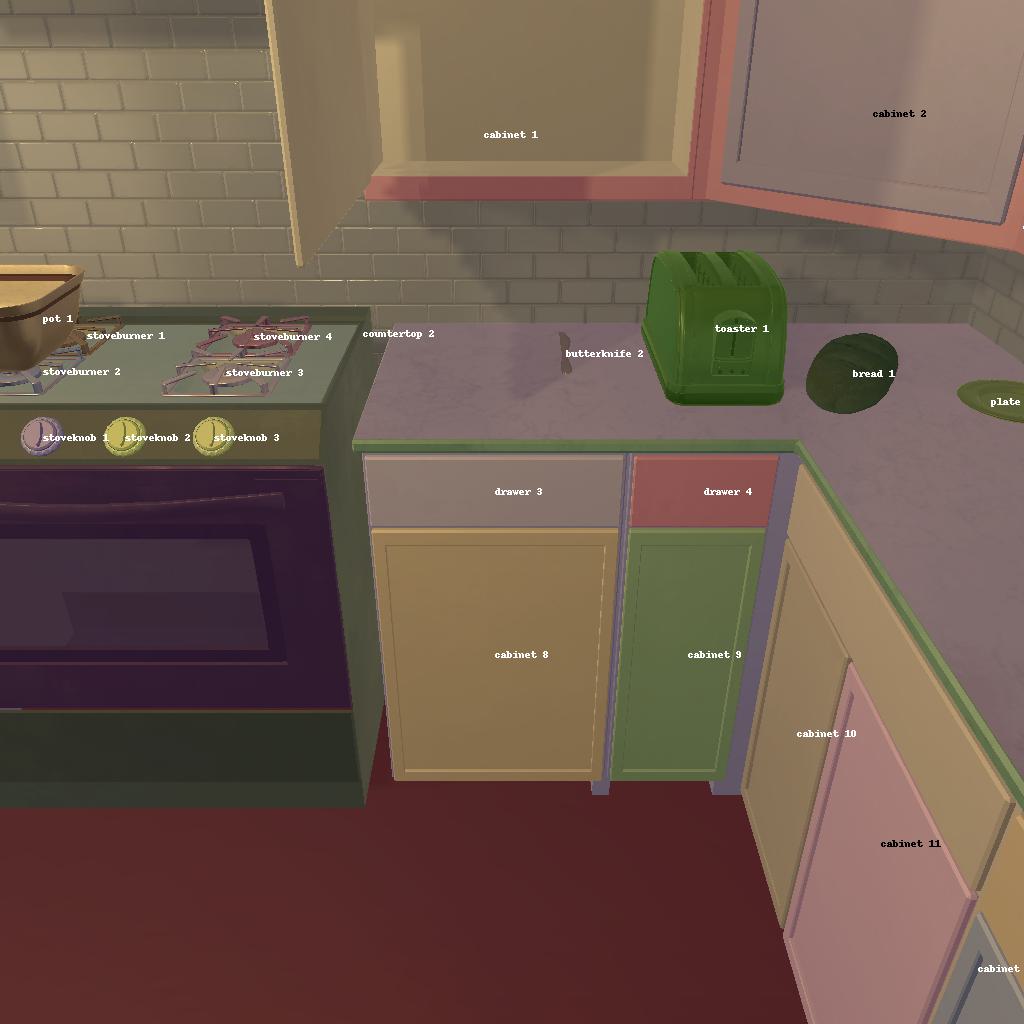 cabinet 2
cabinet 1
pot 1
toaster 1
stoveburner 1
stoveburner 4
countertop 2
butterknife 2
stoveburner 2
stoveburner 3
bread 1
plate
stoveknob 1
stoveknob 2
stoveknob 3
drawer 3
drawer 4
cabinet 8
cabinet 9
cabinet 10
cabinet 11
cabinet